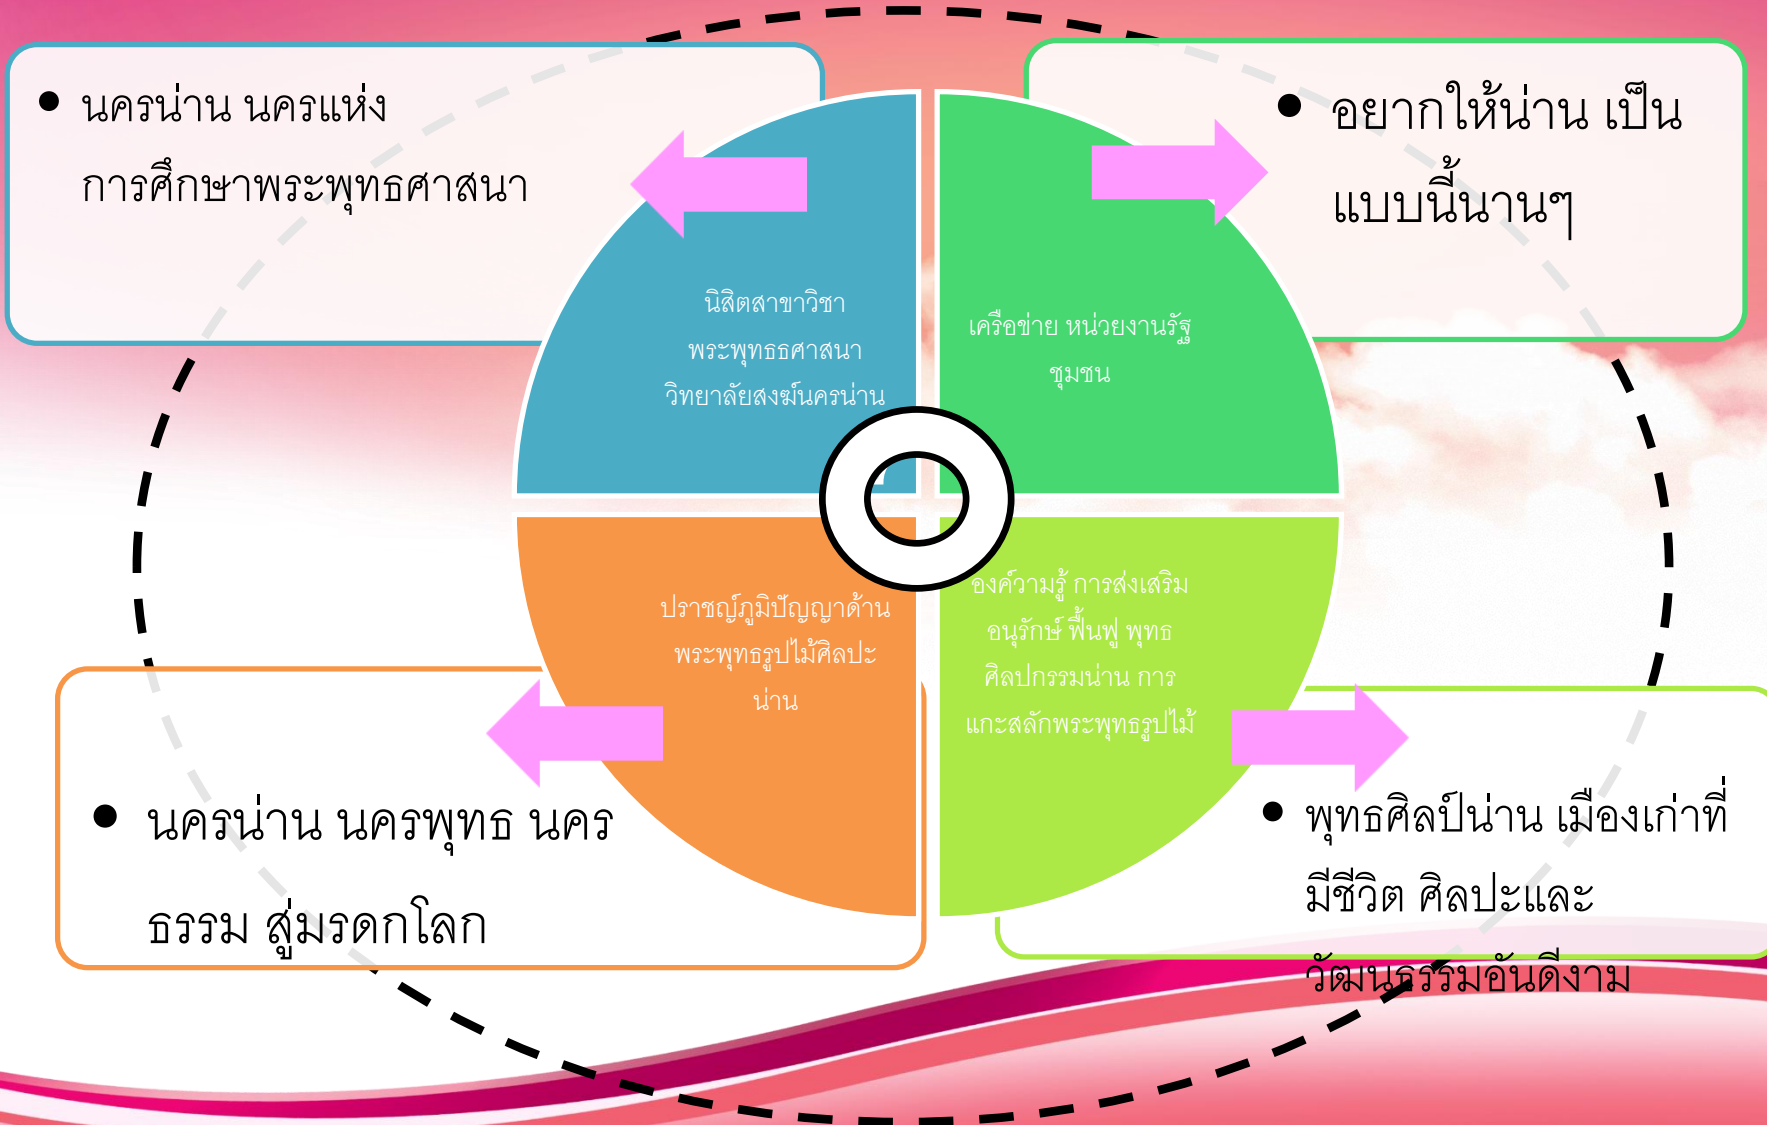 นครน่าน นครแห่ง
การศึกษาพระพุทธศาสนา
อยากให้น่าน เป็น
แบบนี้นานๆ
นิสิตสาขาวิชา
พระพุทธธศาสนา
วิทยาลัยสงฆ์นครน่าน
เครือข่าย หน่วยงานรัฐ
ชุมชน
ปราชญ์ภูมิปัญญาด้าน
พระพุทธรูปไม้ศิลปะ
น่าน
องค์วามรู้ การส่งเสริม
อนุรักษ์ ฟื้นฟู พุทธ
ศิลปกรรมน่าน การ
แกะสลักพระพุทธรูปไม้
นครน่าน นครพุทธ นคร
ธรรม สู่มรดกโลก
พุทธศิลป์น่าน เมืองเก่าที่
มีชีวิต ศิลปะและ
วัฒนธรรมอันดีงาม